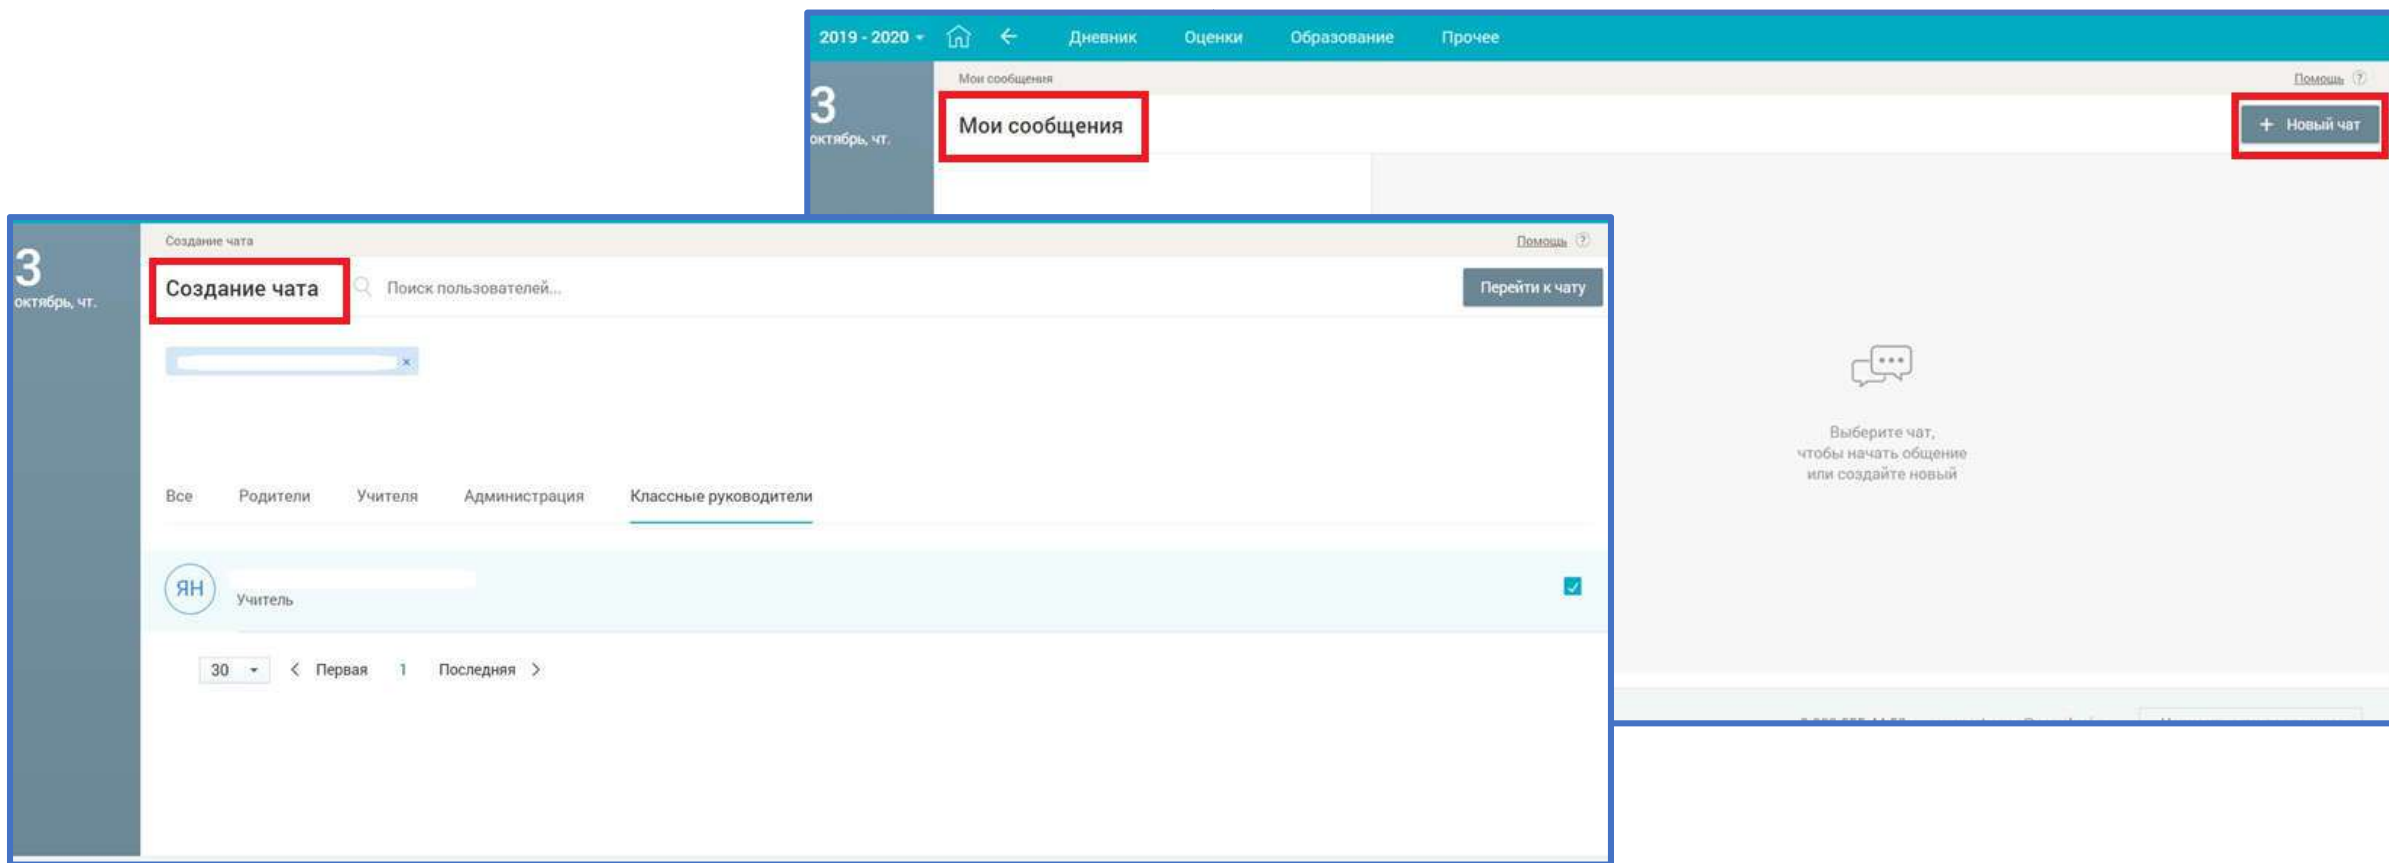 2019 - 2020
Дневник
Оценки
Образование
Прочее
Мои сообщения
Помощь ?
3
октябрь, чт.
Мои сообщения
+ Новый чат
Выберите чат,
чтобы начать общение
или создайте новый
Создание чата
Помощь ?
3
октябрь, чт.
Создание чата
Поиск пользователей...
Перейти к чату
×
Все
Родители
Учителя
Администрация
Классные руководители
ЯН
Учитель
30
< Первая
1
Последняя >